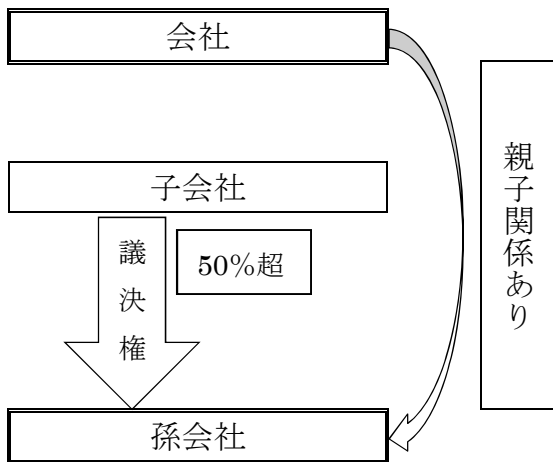 会社
子会社
議決権
50%超
孫会社
親子関係あり